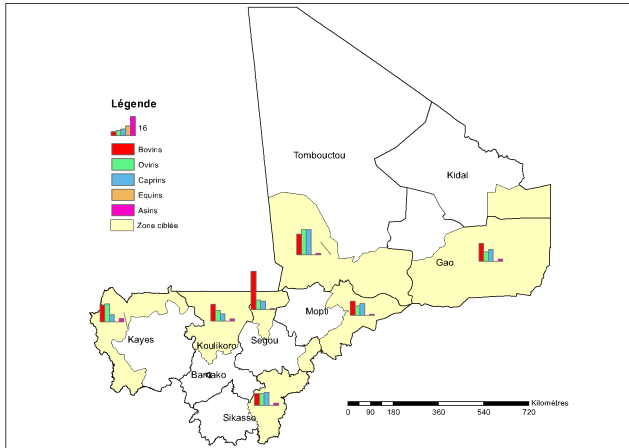 Légende
16
Bovins
Ovins
Caprins
Equins
Asins
Zone ciblée
Tombouctou
Kidal
Gao
Mopti
Kayes
Koulikoro
Segou
Bamako
Sikasso
Kilomètres
0 90 180 360 540 720